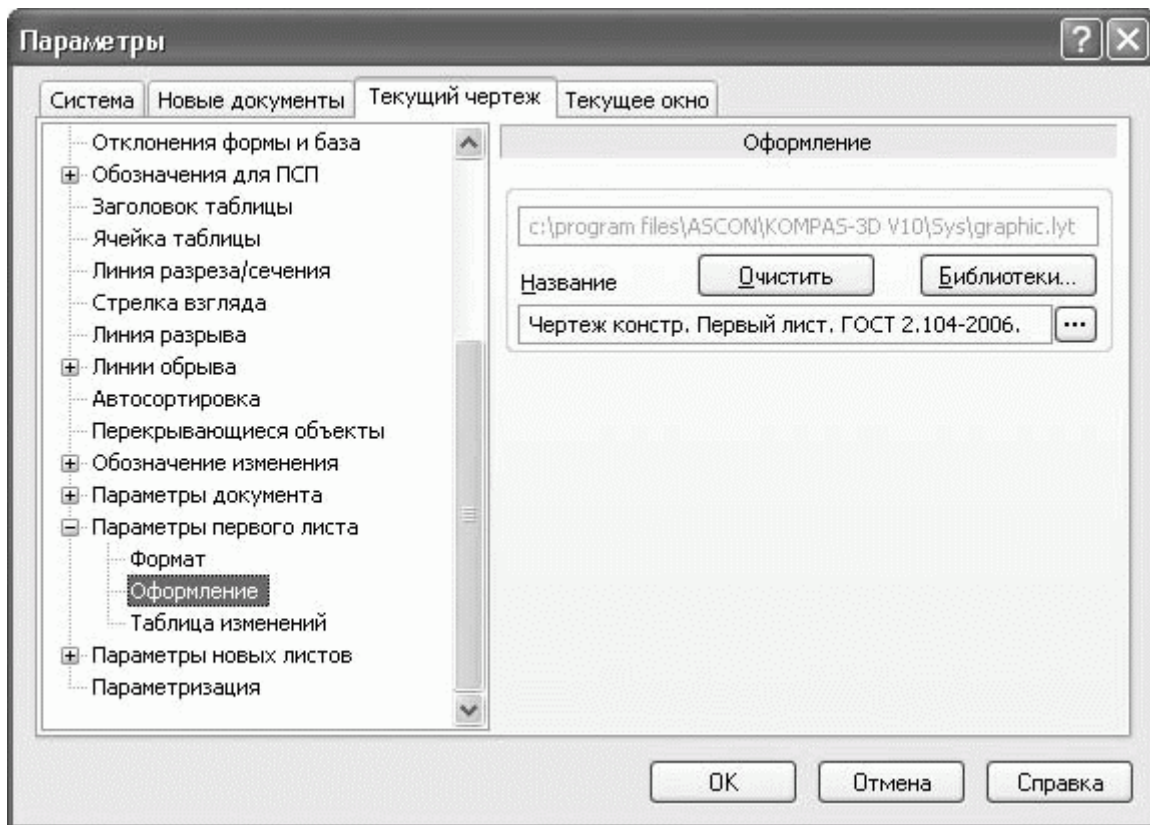 Параметры
Система Новые документы Текущий чертеж Текущее окно
Отклонения формы и база
Обозначения для ПСП
Заголовок таблицы
Ячейка таблицы
Линия разреза/сечения
Стрелка взгляда
Линия разрыва
Линии обрыва
Автосортировка
Перекрывающиеся объекты
Обозначение изменения
Параметры документа
Параметры первого листа
Формат
Оформление
Таблица изменений
Параметры новых листов
Параметризация
Оформление
c:\program files\ASCON\KOMPAS-3D V10\Sys\graphic.lyt
Название Очистить Библиотеки...
Чертеж констр. Первый лист. ГОСТ 2.104-2006. ...
OK Отмена Справка